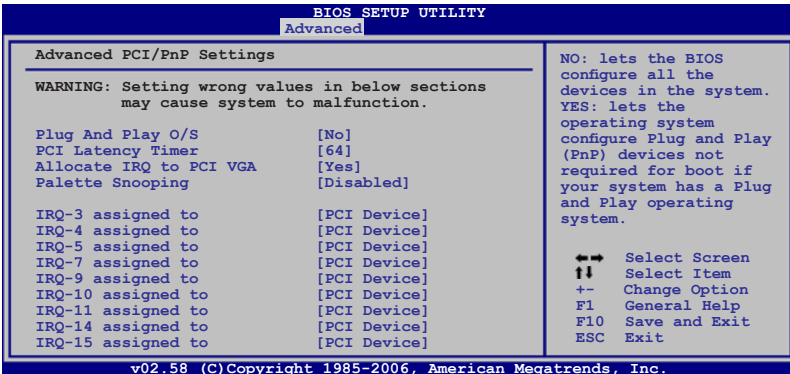 BIOS SETUP UTILITY
Advanced
Advanced PCI/PnP Settings
WARNING: Setting wrong values in below sections
may cause system to malfunction.
Plug And Play O/S [No]
PCI Latency Timer [64]
Allocate IRQ to PCI VGA [Yes]
Palette Snooping [Disabled]
IRQ-3 assigned to [PCI Device]
IRQ-4 assigned to [PCI Device]
IRQ-5 assigned to [PCI Device]
IRQ-7 assigned to [PCI Device]
IRQ-9 assigned to [PCI Device]
IRQ-10 assigned to [PCI Device]
IRQ-11 assigned to [PCI Device]
IRQ-14 assigned to [PCI Device]
IRQ-15 assigned to [PCI Device]
NO: lets the BIOS
configure all the
devices in the system.
YES: lets the
operating system
configure Plug and Play
(PnP) devices not
required for boot if
your system has a Plug
and Play operating
system.
←→ Select Screen
↑↓ Select Item
+- Change Option
F1 General Help
F10 Save and Exit
ESC Exit
v02.58 (C)Copyright 1985-2006, American Megatrends, Inc.